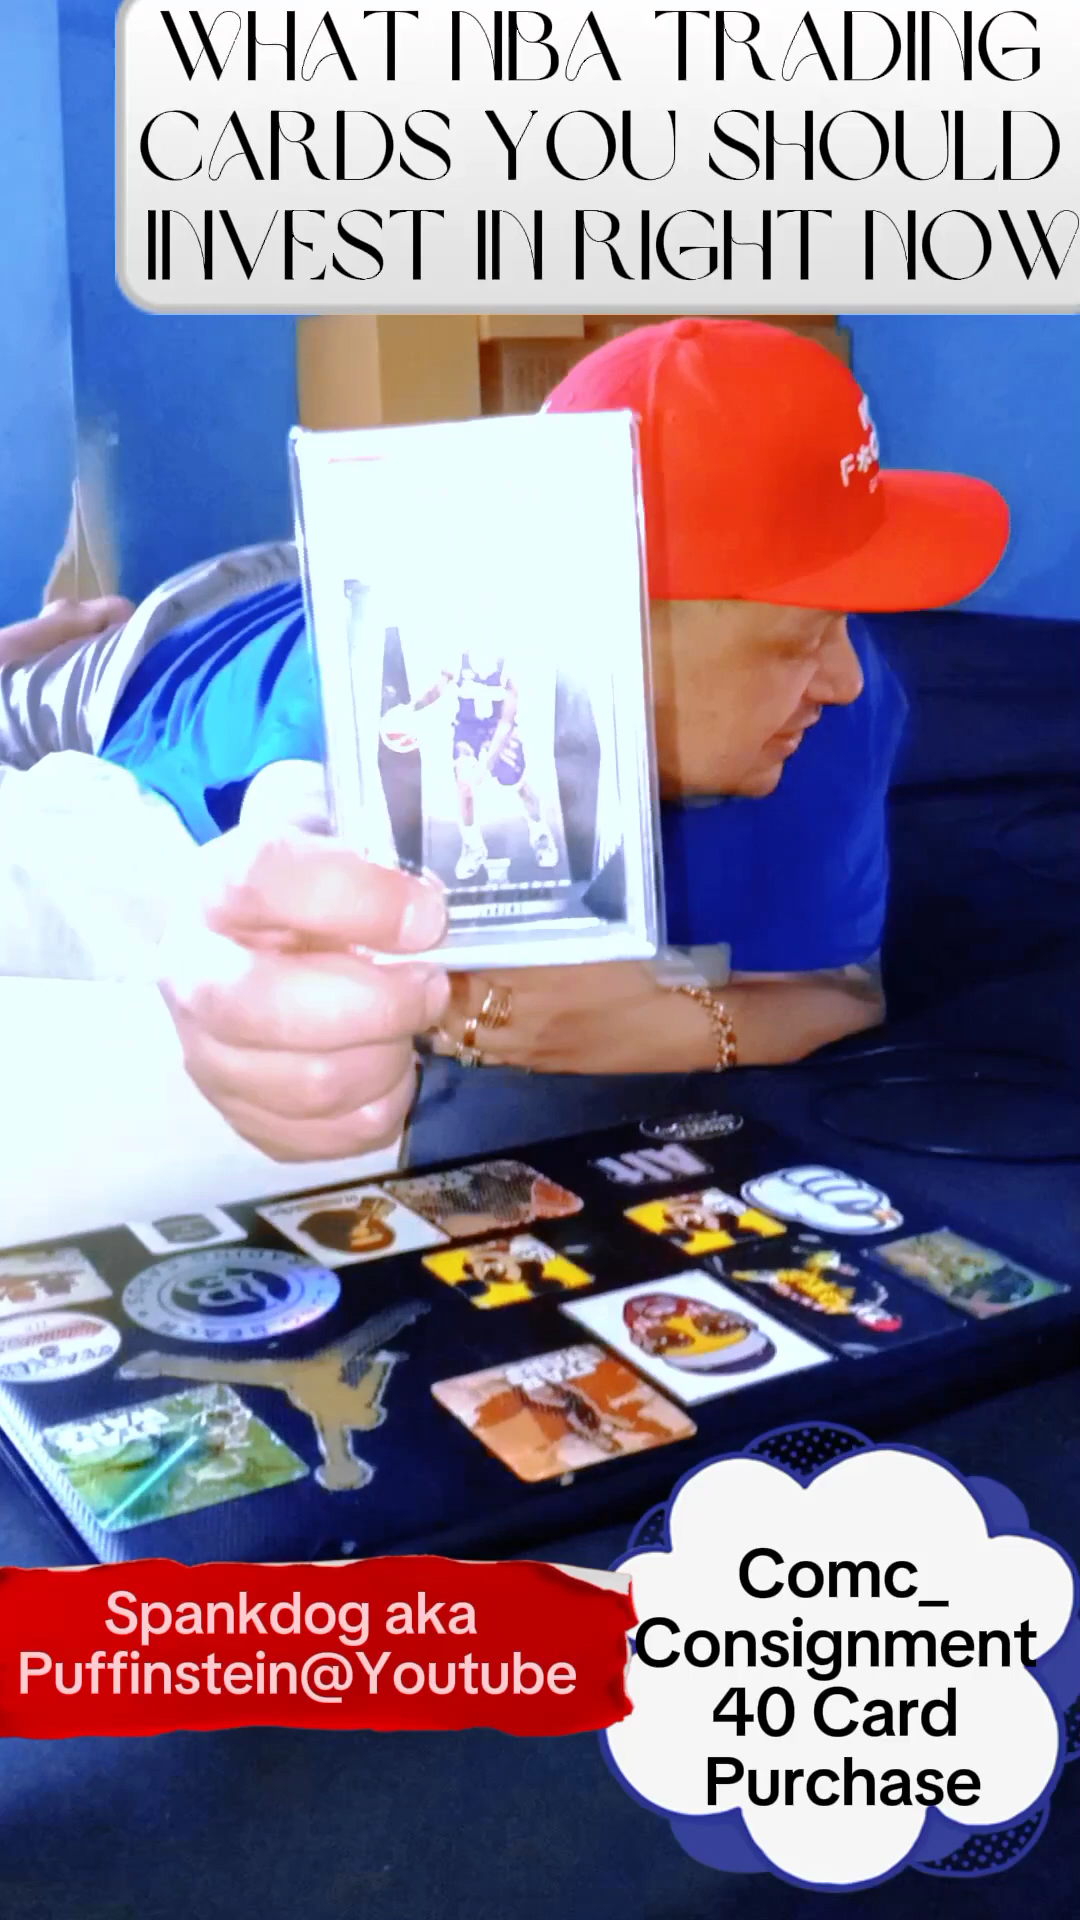 WHAT NBA TRADING
CARDS YOU SHOULD
INVEST IN RIGHT NOW
Spankdog aka
Puffinstein@Youtube
Comc_
Consignment
40 Card
Purchase